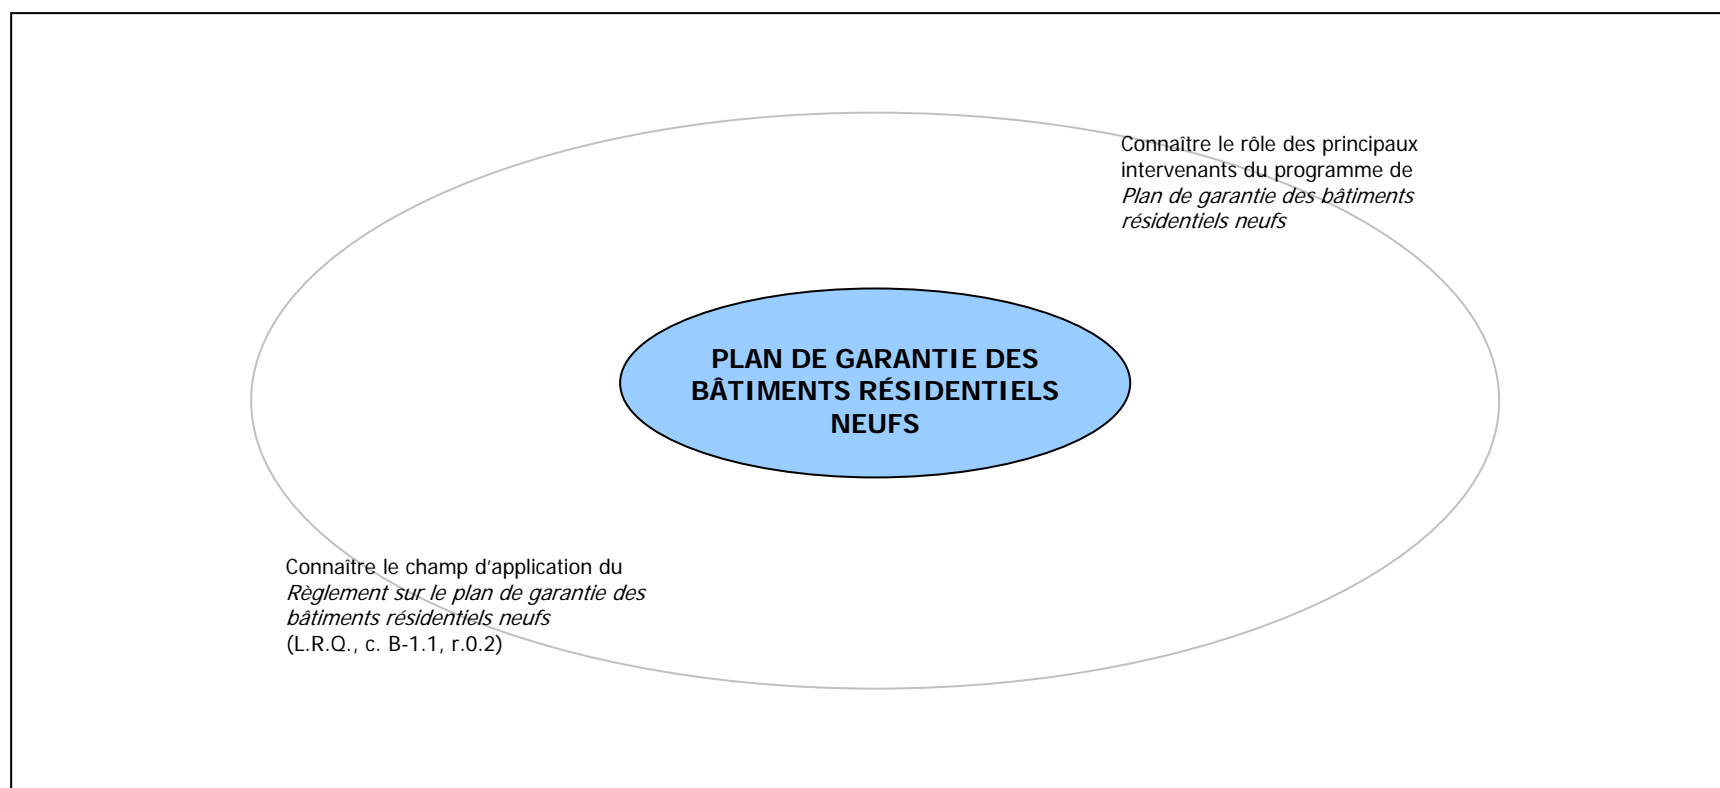 Connaître le rôle des principaux
intervenants du programme de
Plan de garantie des bâtiments
résidentiels neufs
PLAN DE GARANTIE DES
BÂTIMENTS RÉSIDENTIELS
NEUFS
Connaître le champ d'application du
Règlement sur le plan de garantie des
bâtiments résidentiels neufs
(L.R.Q., c. B-1.1, r.0.2)